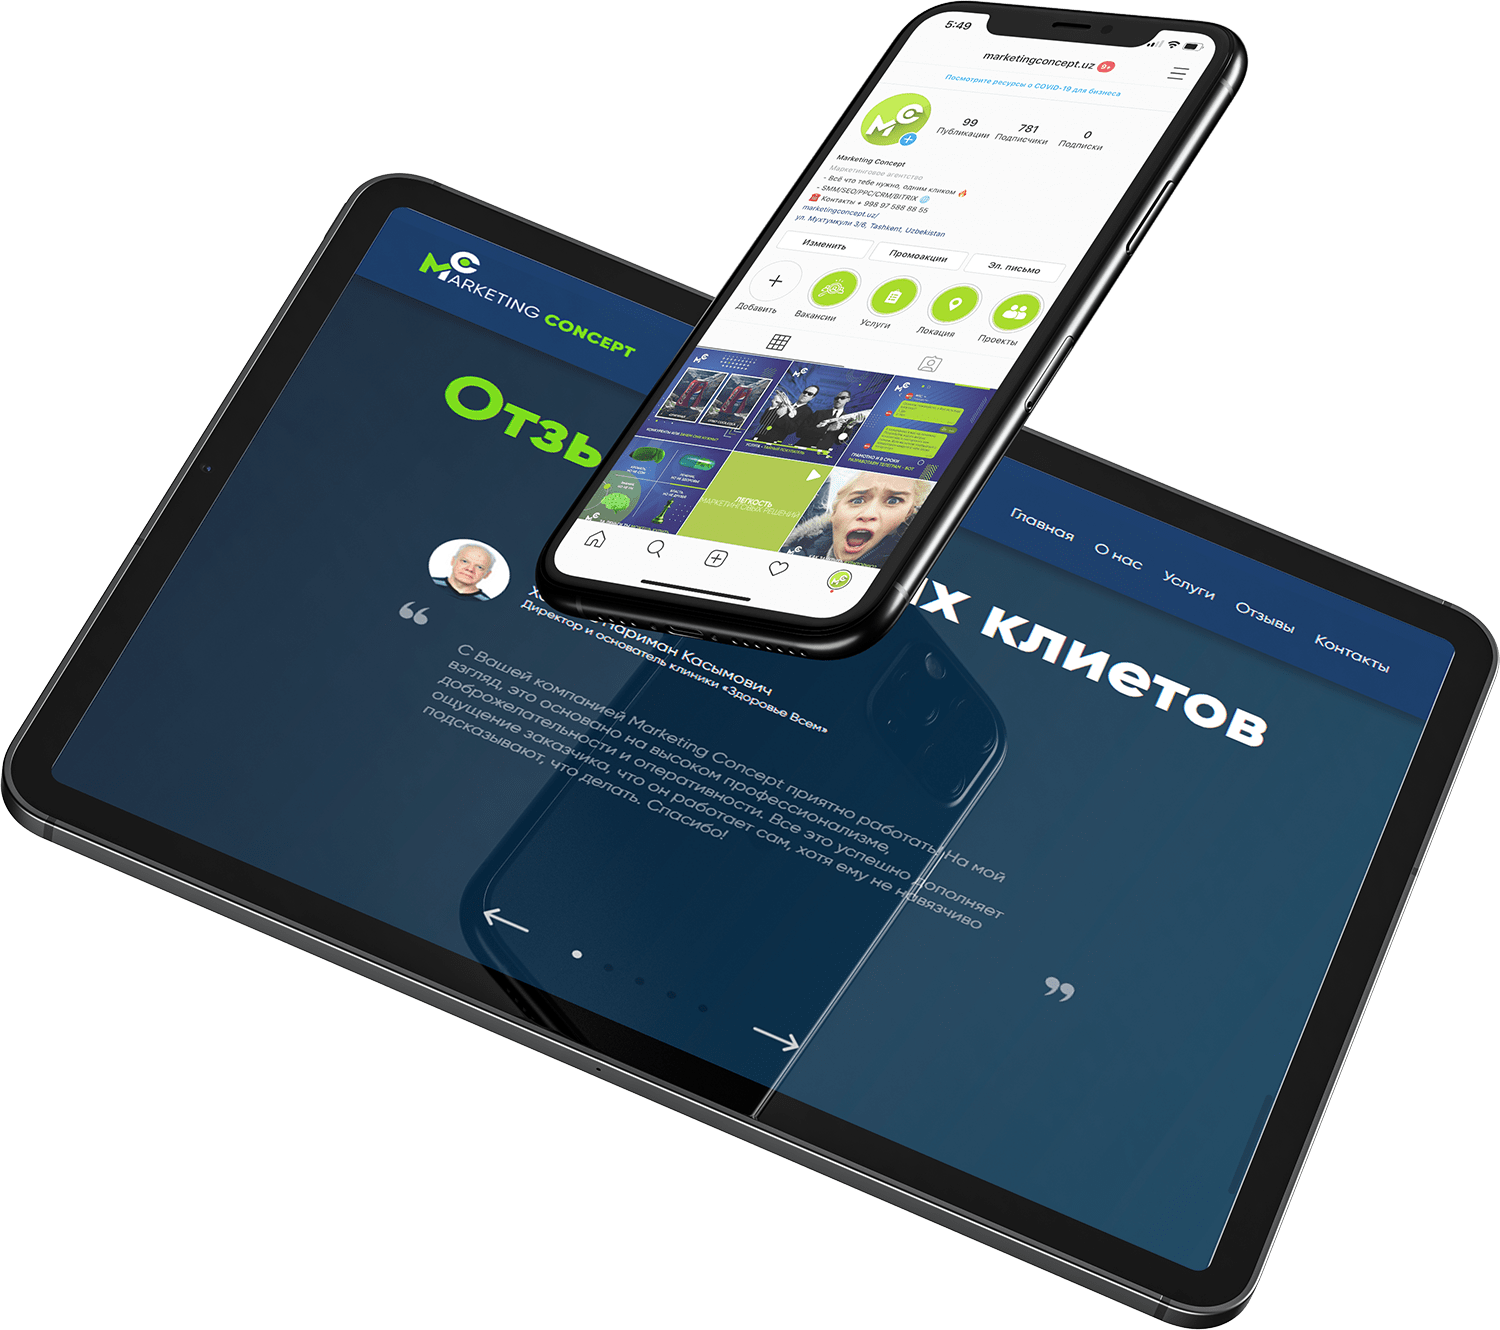 5:49
marketingconcept.uz 9+
Посмотрите ресурсы о COVID-19 для бизнеса
MC
99
Публикации
781
Подписчики
0
Подписки
Marketing Concept
Маркетинговое агентство
- Всё что тебе нужно, одним кликом 🔥
- SMM/SEO/PPC/CRM/BITRIX
Контакты + 998 97 588 88 55
marketingconcept.uz/
ул. Мухтумкули 3/6, Tashkent, Uzbekistan
Изменить
Промоакции
Эл. письмо
Добавить
Вакансии
Услуги
Локация
Проекты
ЛЕГКОСТЬ
МАРКЕТИНГОВЫХ РЕШЕНИЙ
MC
MARKETING CONCEPT
Главная
О нас
Услуги
Отзывы
Контакты
Отзы
их клиетов
Нариман Касымович
Директор и основатель клиники «Здоровье Всем»
“
С Вашей компанией Marketing Concept приятно работать! На мой
взгляд, это основано на высоком профессионализме,
доброжелательности и оперативности. Все это успешно дополняет
ощущение заказчика, что он работает сам, хотя ему не навязчиво
подсказывают, что делать. Спасибо!
”